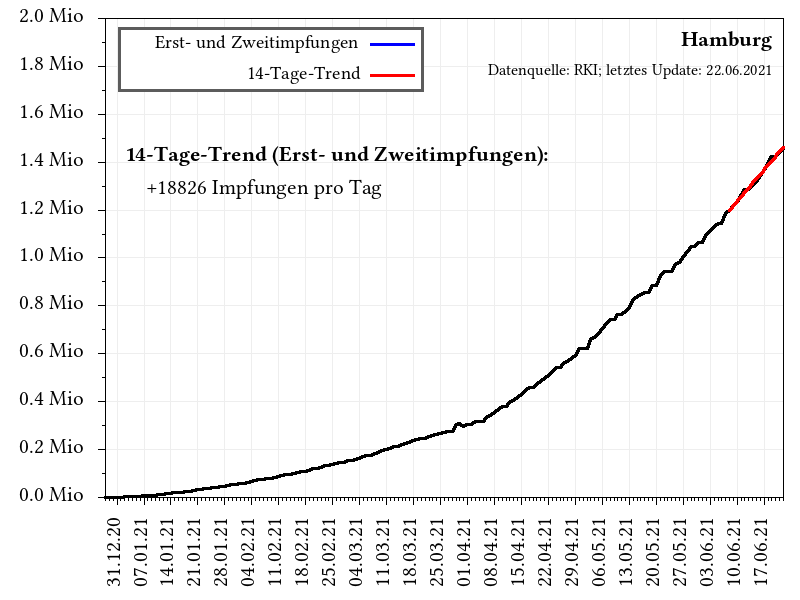 2.0 Mio
1.8 Mio
1.6 Mio
1.4 Mio
1.2 Mio
1.0 Mio
0.8 Mio
0.6 Mio
0.4 Mio
0.2 Mio
0.0 Mio
Erst- und Zweitimpfungen
14-Tage-Trend
Hamburg
Datenquelle: RKI; letztes Update: 22.06.2021
14-Tage-Trend (Erst- und Zweitimpfungen):
+18826 Impfungen pro Tag
31.12.20
07.01.21
14.01.21
21.01.21
28.01.21
04.02.21
11.02.21
18.02.21
25.02.21
04.03.21
11.03.21
18.03.21
25.03.21
01.04.21
08.04.21
15.04.21
22.04.21
29.04.21
06.05.21
13.05.21
20.05.21
27.05.21
03.06.21
10.06.21
17.06.21